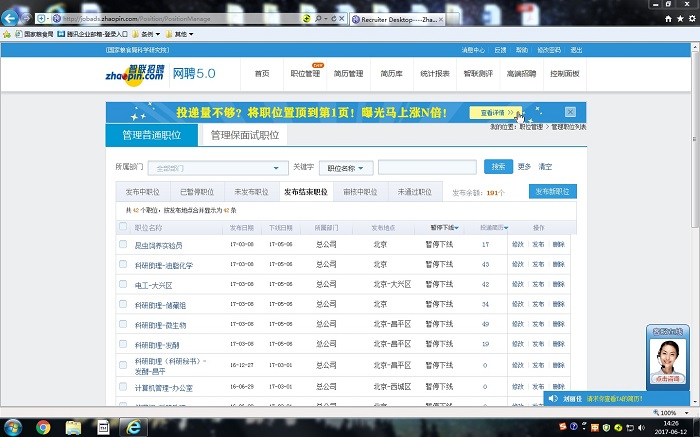 http://jobads.zhaopin.com/Position/PositionManage
Recruiter Desktop----Zha...
国家粮食局
腾讯企业邮箱-登录入口
条例
其他
(国家粮食局科学研究院)
消息中心
反馈
帮助
修改密码
退出
智联招聘
zhaopin.com
网聘5.0
首页
职位管理
简历管理
简历库
统计报表
智联测评
高端招聘
控制面板
投递量不够?将职位置顶到第1页!曝光马上涨N倍!
查看详情 >>
管理普通职位
管理保面试职位
我的位置: 职位管理 > 管理职位列表
所属部门
全部部门
关键字
职位名称
搜索
更多
清空
发布中职位
已暂停职位
未发布职位
发布结束职位
审核中职位
未通过职位
发布余额: 191个
发布新职位
共 42 个职位, 按发布地点合并显示为 42 条
职位名称 发布日期 下线日期 所属部门 发布地点 暂停下线 投递简历 操作
昆虫饲养实验员 17-03-08 17-05-06 总公司 北京 暂停下线 17 修改 发布 删除
科研助理-油脂化学 17-03-08 17-05-06 总公司 北京 暂停下线 43 修改 发布 删除
电工-大兴区 17-03-08 17-05-06 总公司 北京-大兴区 暂停下线 42 修改 发布 删除
科研助理-储藏组 17-03-08 17-05-06 总公司 北京 暂停下线 34 修改 发布 删除
科研助理-微生物 17-03-08 17-05-06 总公司 北京-昌平区 暂停下线 49 修改 发布 删除
科研助理-发酵 17-03-08 17-05-06 总公司 北京-昌平区 暂停下线 19 修改 发布 删除
科研助理(科研秘书)-
发酵-昌平 16-12-27 17-03-01 总公司 北京-昌平区 暂停下线 0 修改 发布 删除
计算机管理-办公室 16-06-29 17-03-01 总公司 北京-西城区 暂停下线 0 修改 发布 删除
客服在线
点击咨询
请求你查看TA的简历!
100%
14:26
2017-06-12